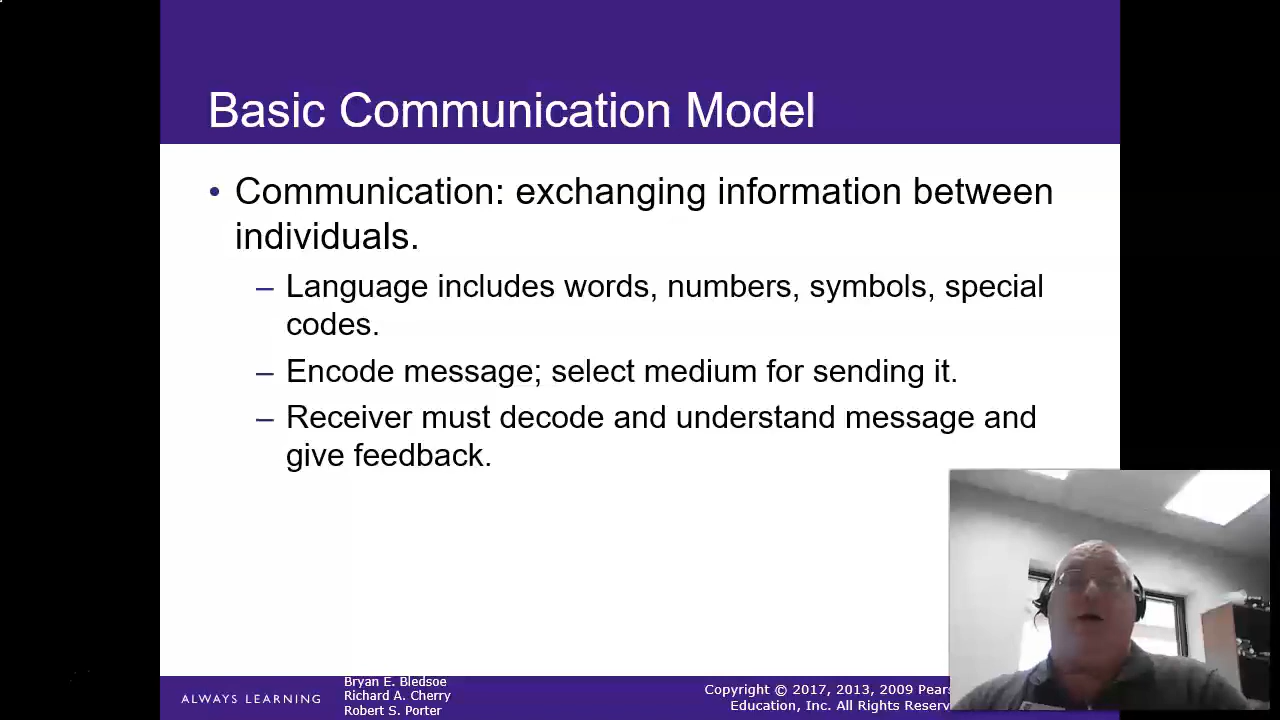 Basic Communication Model
• Communication: exchanging information between
individuals.
– Language includes words, numbers, symbols, special
codes.
– Encode message; select medium for sending it.
– Receiver must decode and understand message and
give feedback.
ALWAYS LEARNING
Bryan E. Bledsoe
Richard A. Cherry
Robert S. Porter
Copyright © 2017, 2013, 2009
Education, Inc. All Rights